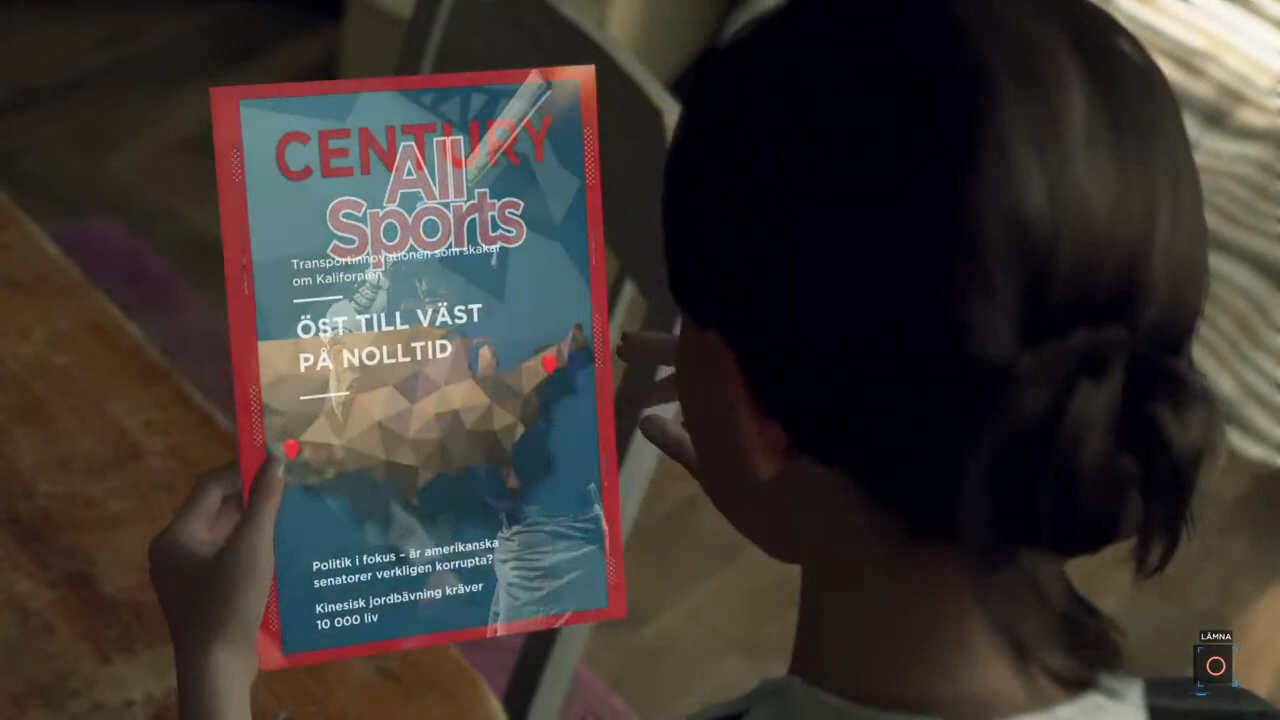 CENTURY
All
Sports
Transportinnovationen som skakar
om Kalifornien
ÖST TILL VÄST
PÅ NOLLTID
Politik i fokus – är amerikanska
senatorer verkligen korrupta?
Kinesisk jordbävning kräver
10 000 liv
LÄMNA